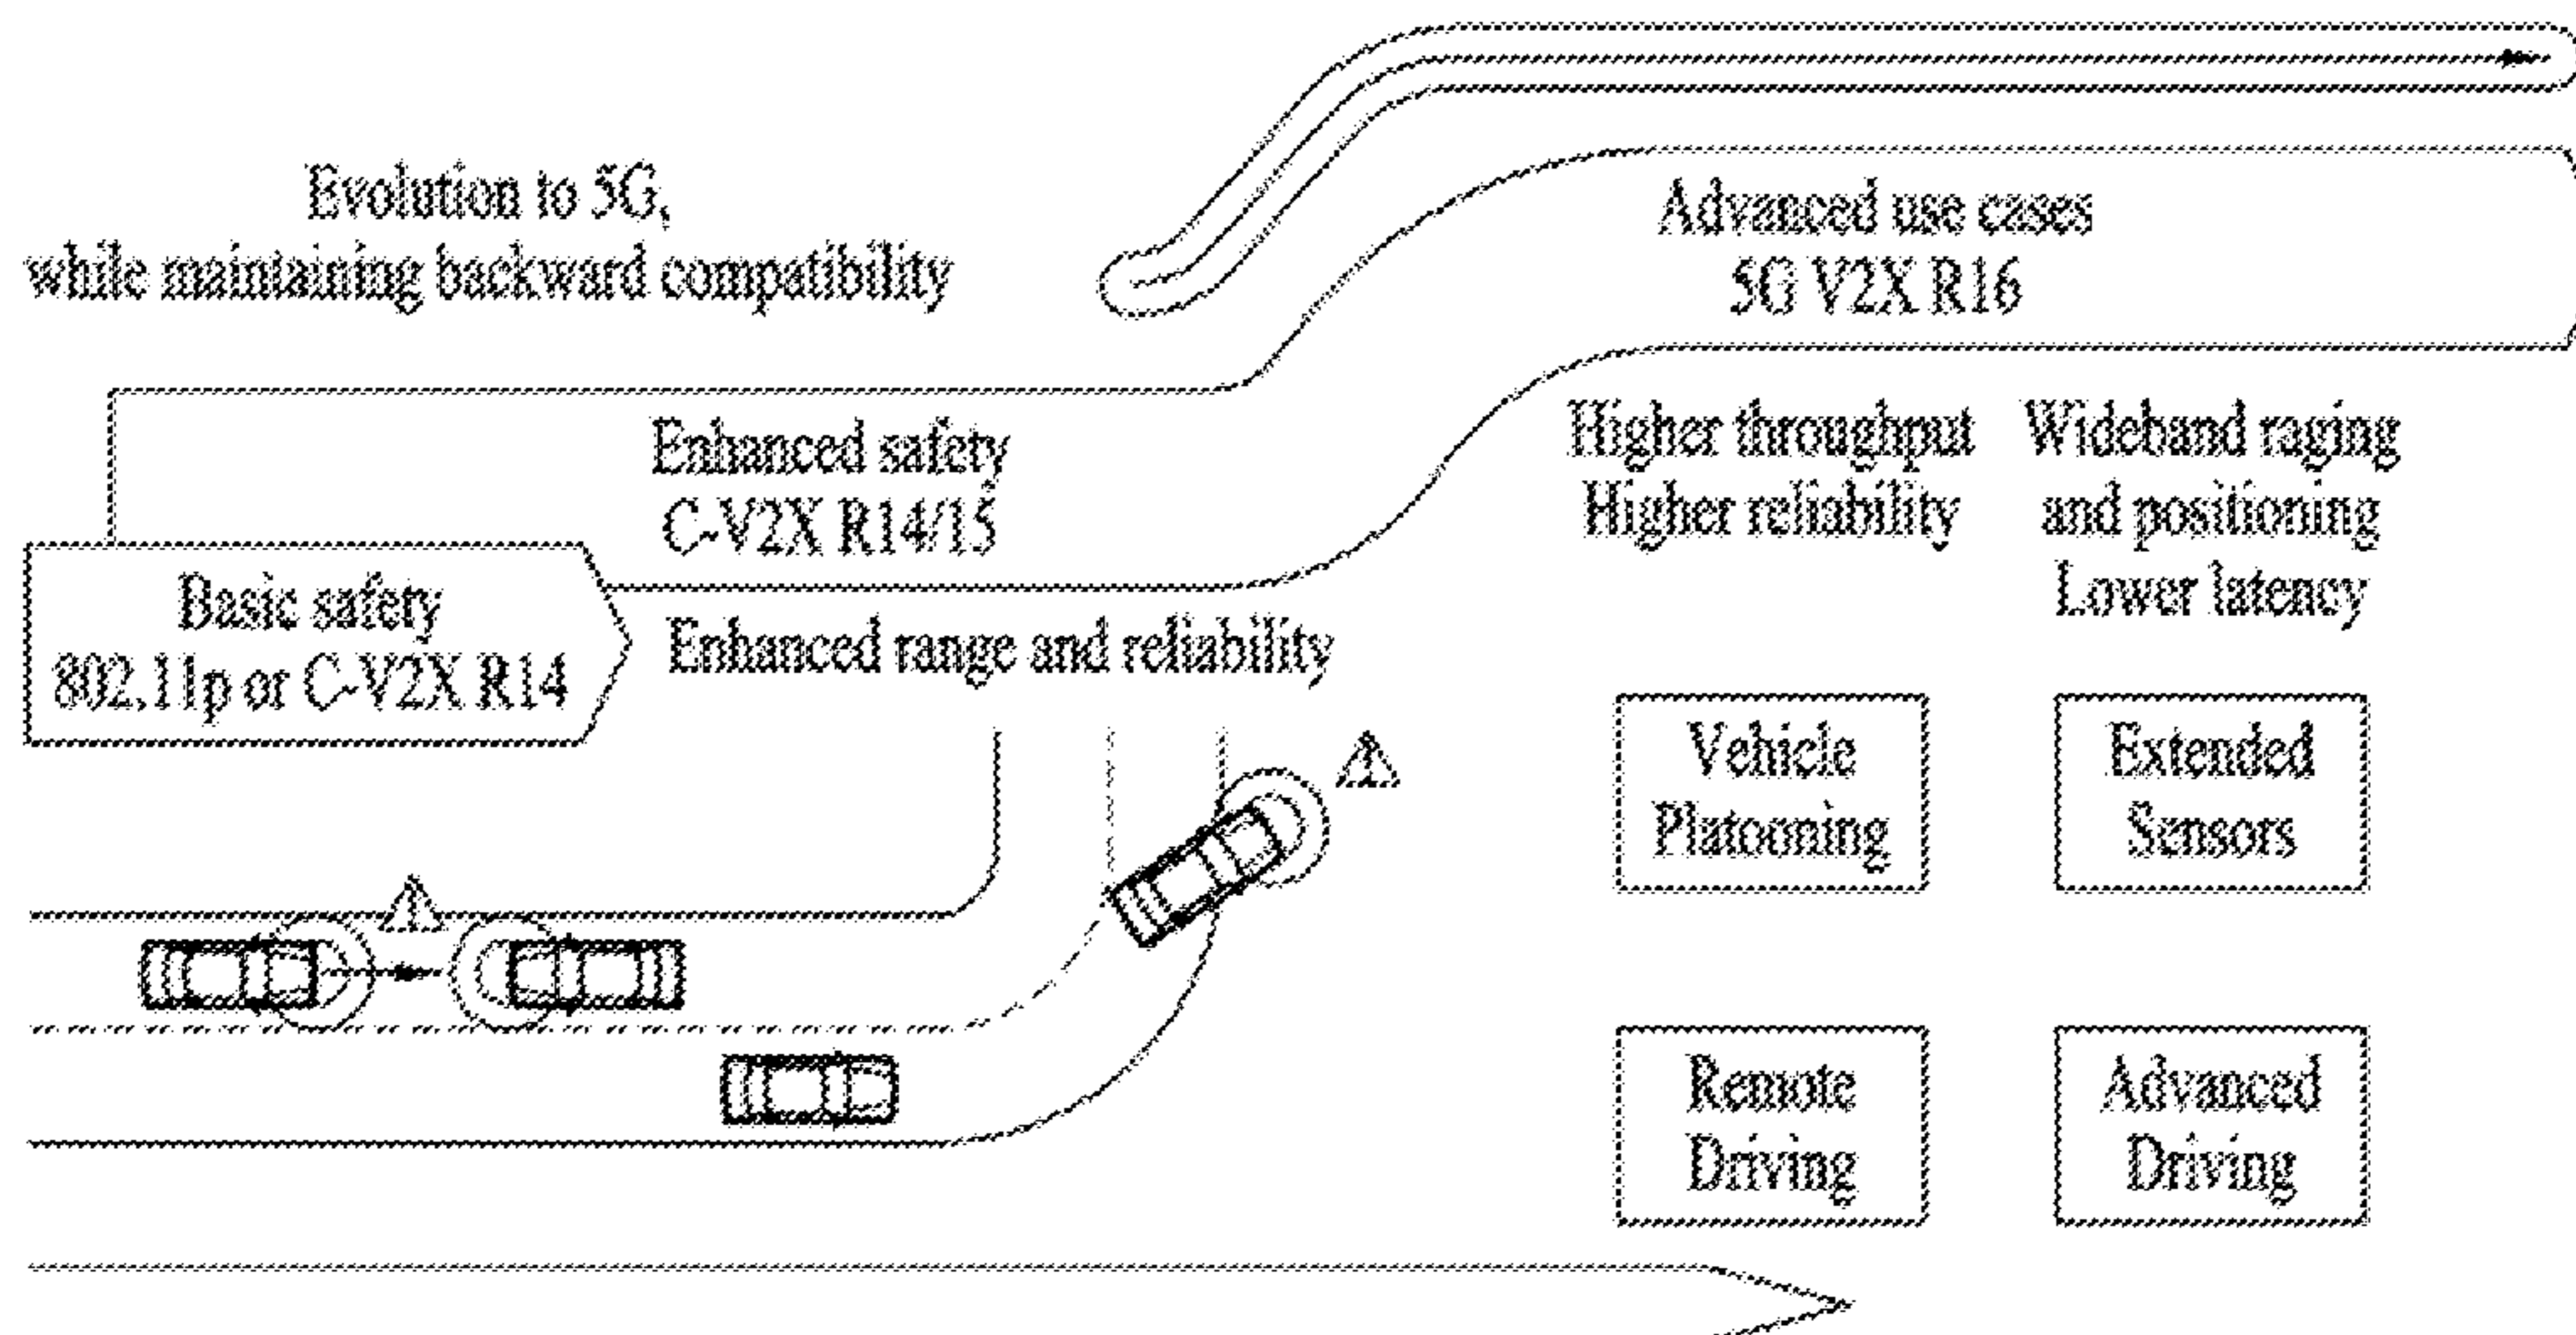 Evolution to 5G,
while maintaining backward compatibility
Advanced use cases
5G V2X R16
Enhanced safety
C-V2X R14/15
Basic safety
802.11p or C-V2X R14
Enhanced range and reliability
Higher throughput
Higher reliability
Wideband raging
and positioning
Lower latency
Vehicle
Platooning
Extended
Sensors
Remote
Driving
Advanced
Driving